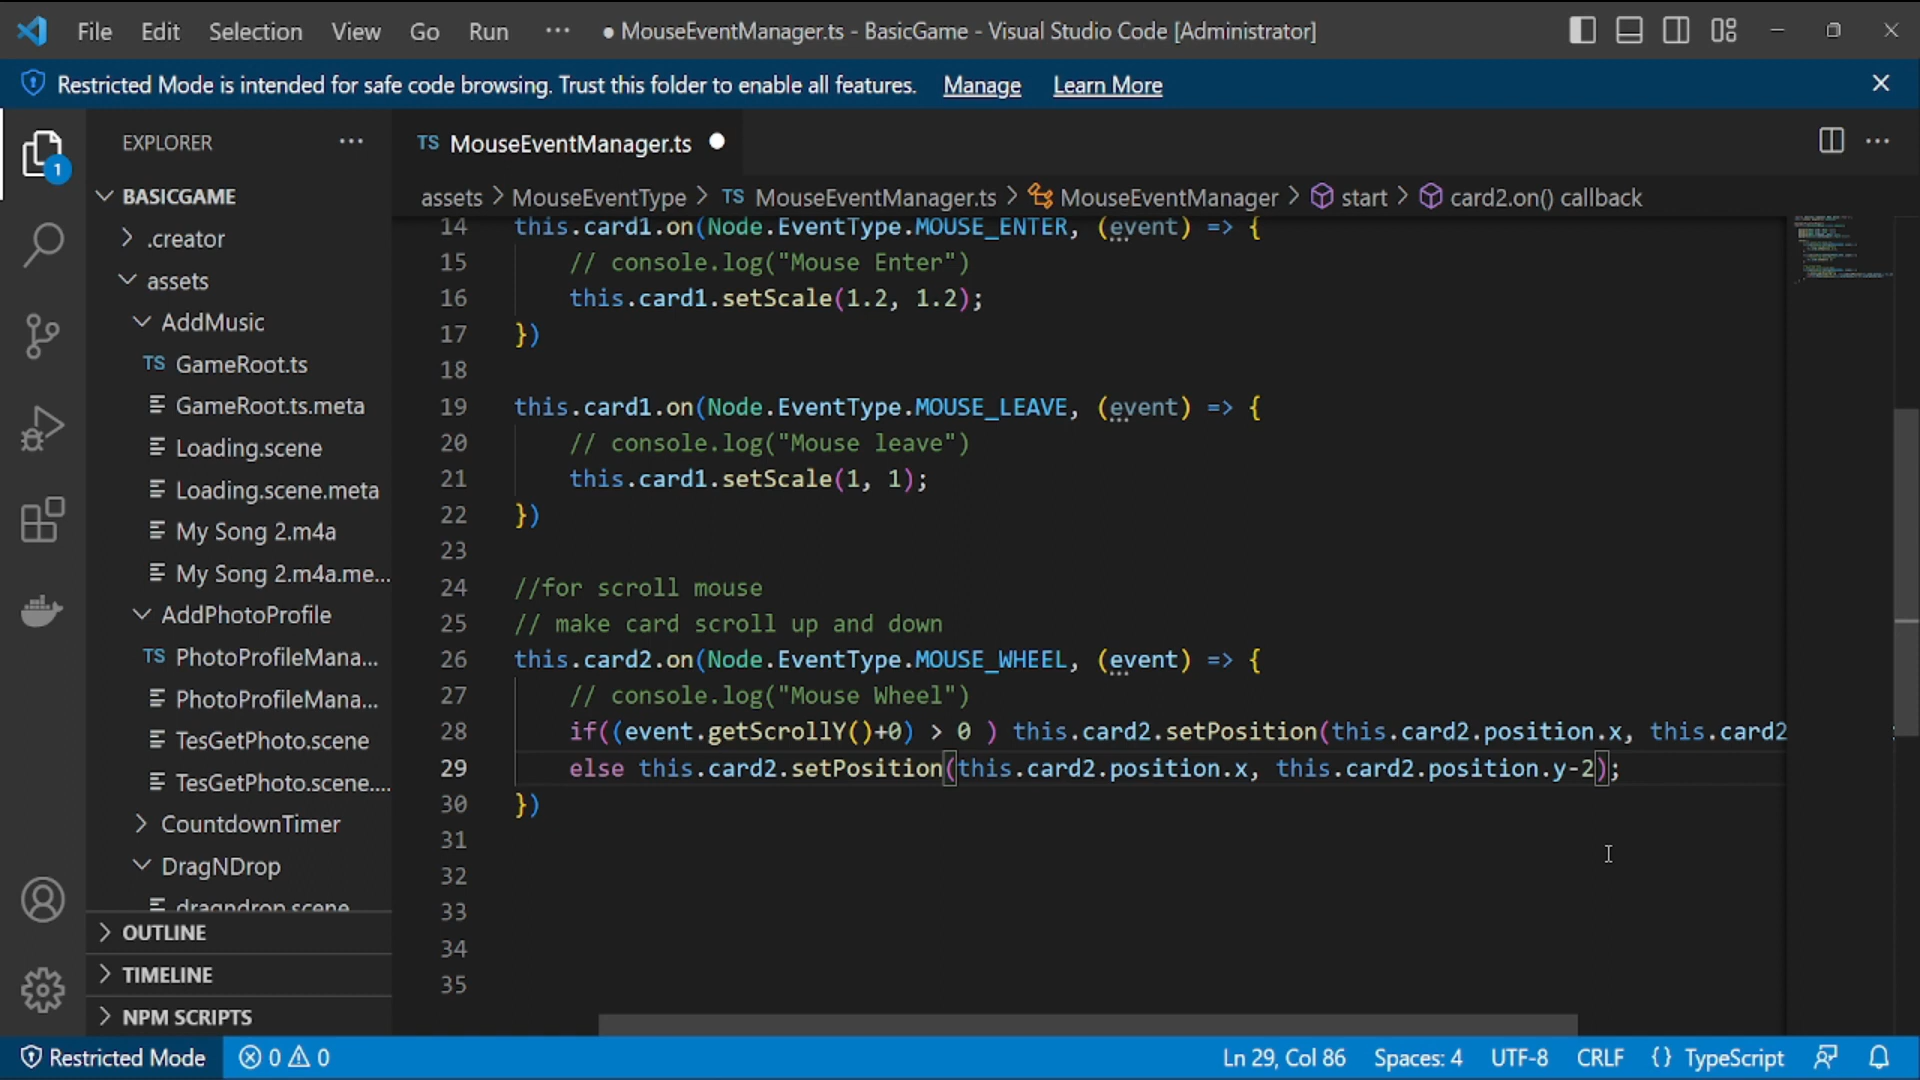 File Edit Selection View Go Run ··· ● MouseEventManager.ts - BasicGame - Visual Studio Code [Administrator]
Restricted Mode is intended for safe code browsing. Trust this folder to enable all features. Manage Learn More
EXPLORER ···
TS MouseEventManager.ts ●
assets > MouseEventType > TS MouseEventManager.ts > MouseEventManager > start > card2.on() callback
1
BASICGAME
.creator
assets
AddMusic
TS GameRoot.ts
GameRoot.ts.meta
Loading.scene
Loading.scene.meta
My Song 2.m4a
My Song 2.m4a.me...
AddPhotoProfile
TS PhotoProfileMana...
PhotoProfileMana...
TesGetPhoto.scene
TesGetPhoto.scene....
CountdownTimer
DragNDrop
dragndrop.scene
OUTLINE
TIMELINE
NPM SCRIPTS
14 this.card1.on(Node.EventType.MOUSE_ENTER, (event) => {
15 // console.log("Mouse Enter")
16 this.card1.setScale(1.2, 1.2);
17 })
18
19 this.card1.on(Node.EventType.MOUSE_LEAVE, (event) => {
20 // console.log("Mouse leave")
21 this.card1.setScale(1, 1);
22 })
23
24 //for scroll mouse
25 // make card scroll up and down
26 this.card2.on(Node.EventType.MOUSE_WHEEL, (event) => {
27 // console.log("Mouse Wheel")
28 if((event.getScrollY()+0) > 0 ) this.card2.setPosition(this.card2.position.x, this.card2
29 else this.card2.setPosition(this.card2.position.x, this.card2.position.y-2);
30 })
31
32
33
34
35
Restricted Mode 0 0 Ln 29, Col 86 Spaces: 4 UTF-8 CRLF {} TypeScript